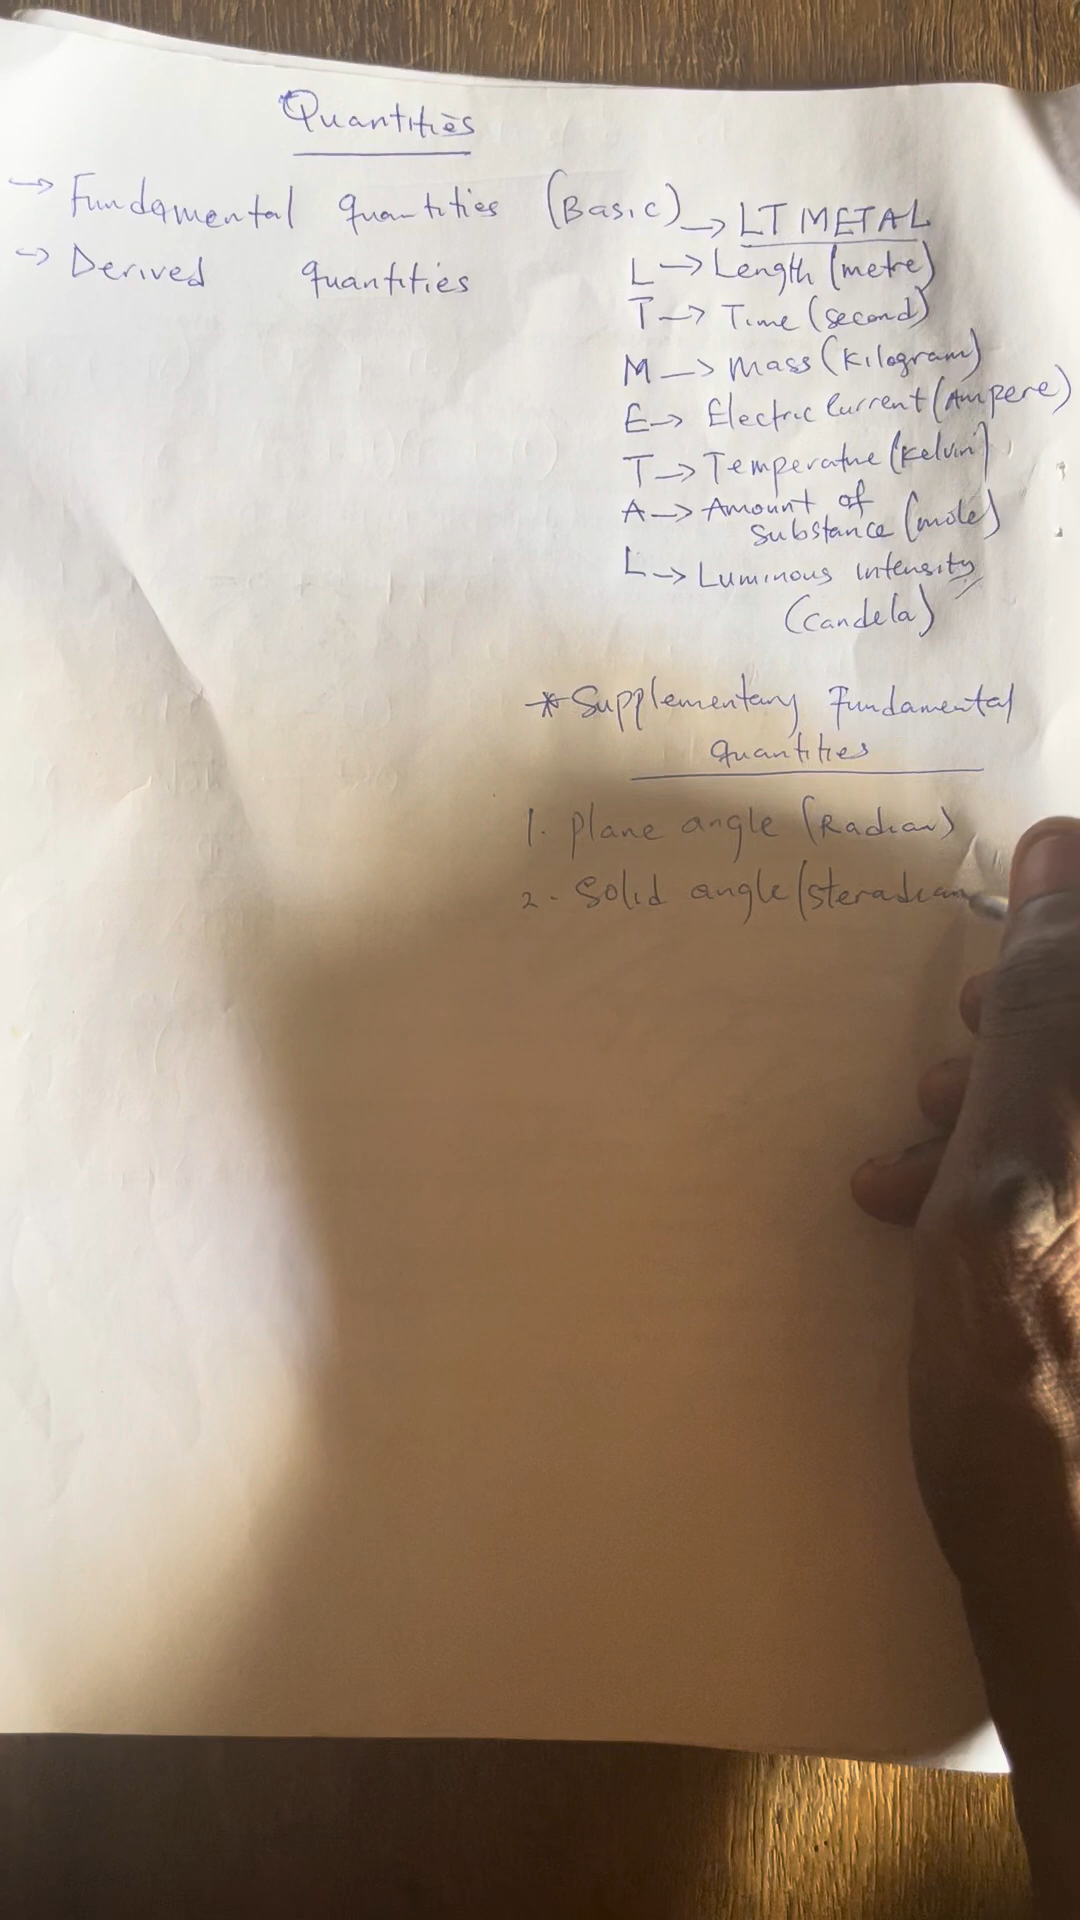 Quantities
→ Fundamental quantities (Basic) → LT METAL
→ Derived quantities
L → Length (metre)
T → Time (second)
M → Mass (Kilogram)
E → Electric Current (Ampere)
T → Temperature (Kelvin)
A → Amount of
substance (mole)
L → Luminous intensity
(Candela)
* Supplementary Fundamental
quantities
1. Plane angle (Radian)
2. Solid angle (steradian